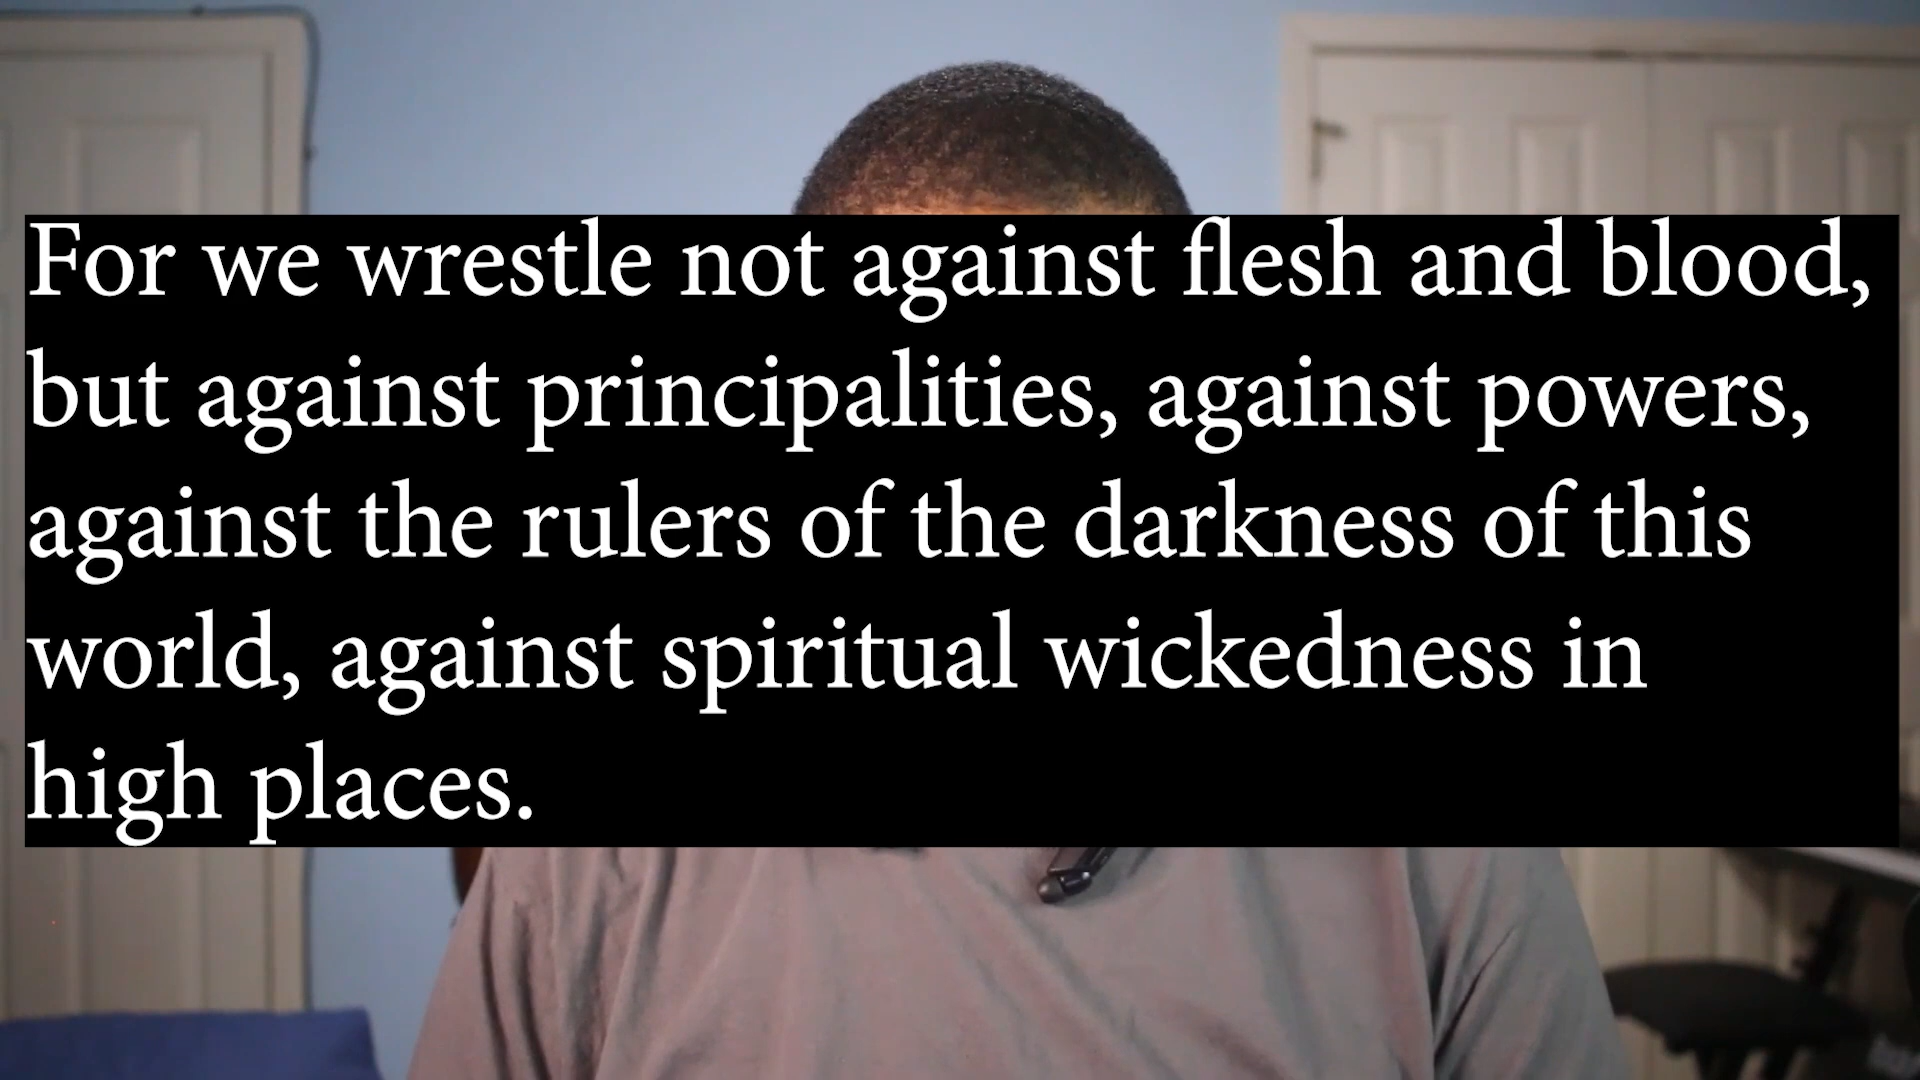 For we wrestle not against flesh and blood,
but against principalities, against powers,
against the rulers of the darkness of this
world, against spiritual wickedness in
high places.